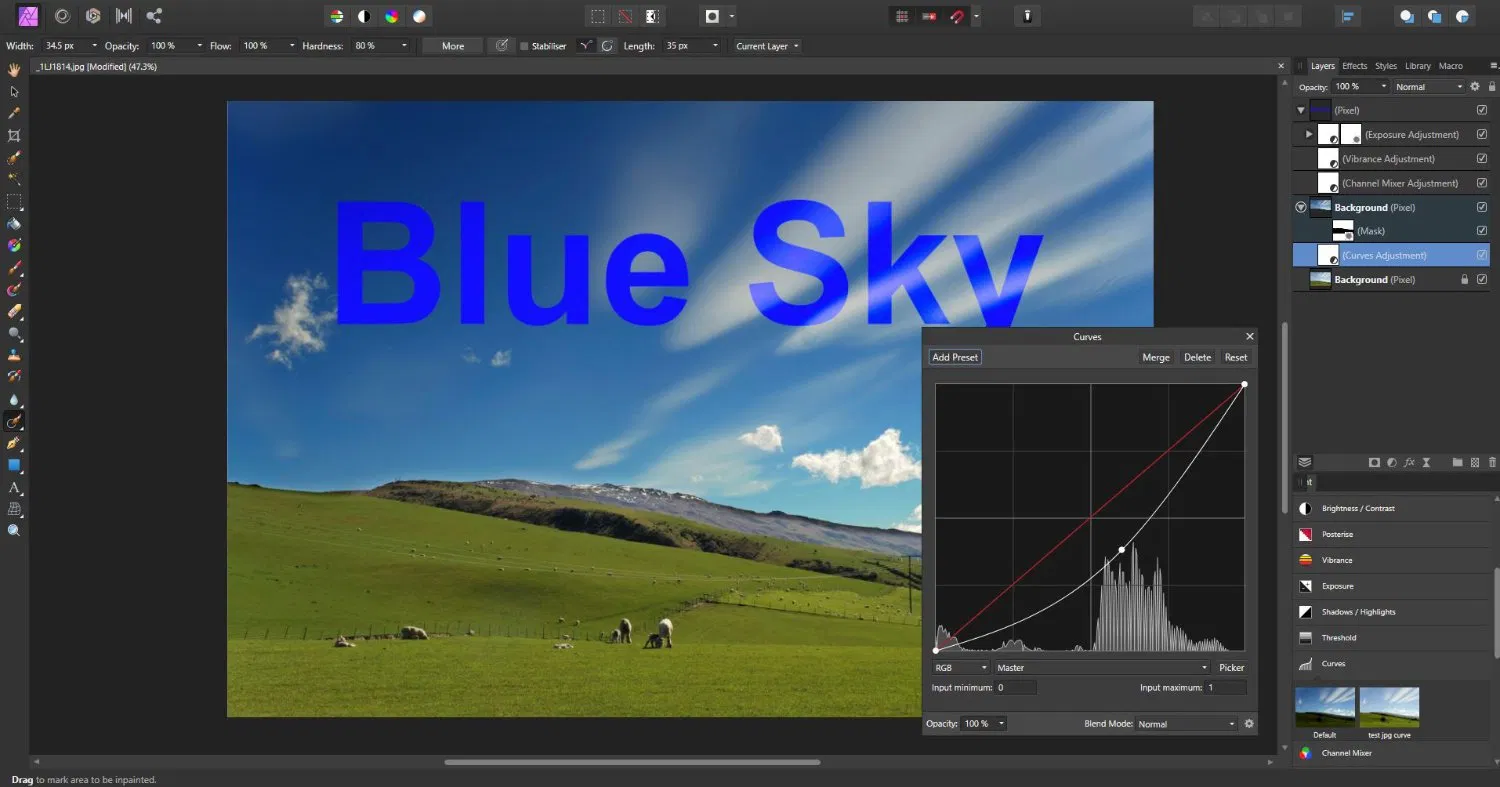 Width: 34.5 px Opacity: 100 % Flow: 100 % Hardness: 80 % More Stabiliser Length: 35 px Current Layer
_1LJ1814.jpg [Modified] (47.3%)
Layers Effects Styles Library Macro
Opacity: 100 % Normal
(Pixel)
(Exposure Adjustment)
(Vibrance Adjustment)
(Channel Mixer Adjustment)
Background (Pixel)
(Mask)
(Curves Adjustment)
Background (Pixel)
Blue Sky
Curves
Add Preset Merge Delete Reset
RGB Master Picker
Input minimum: 0 Input maximum: 1
Opacity: 100 % Blend Mode: Normal
fx
nt
Brightness / Contrast
Posterise
Vibrance
Exposure
Shadows / Highlights
Threshold
Curves
Default test jpg curve
Channel Mixer
A
Drag to mark area to be inpainted.